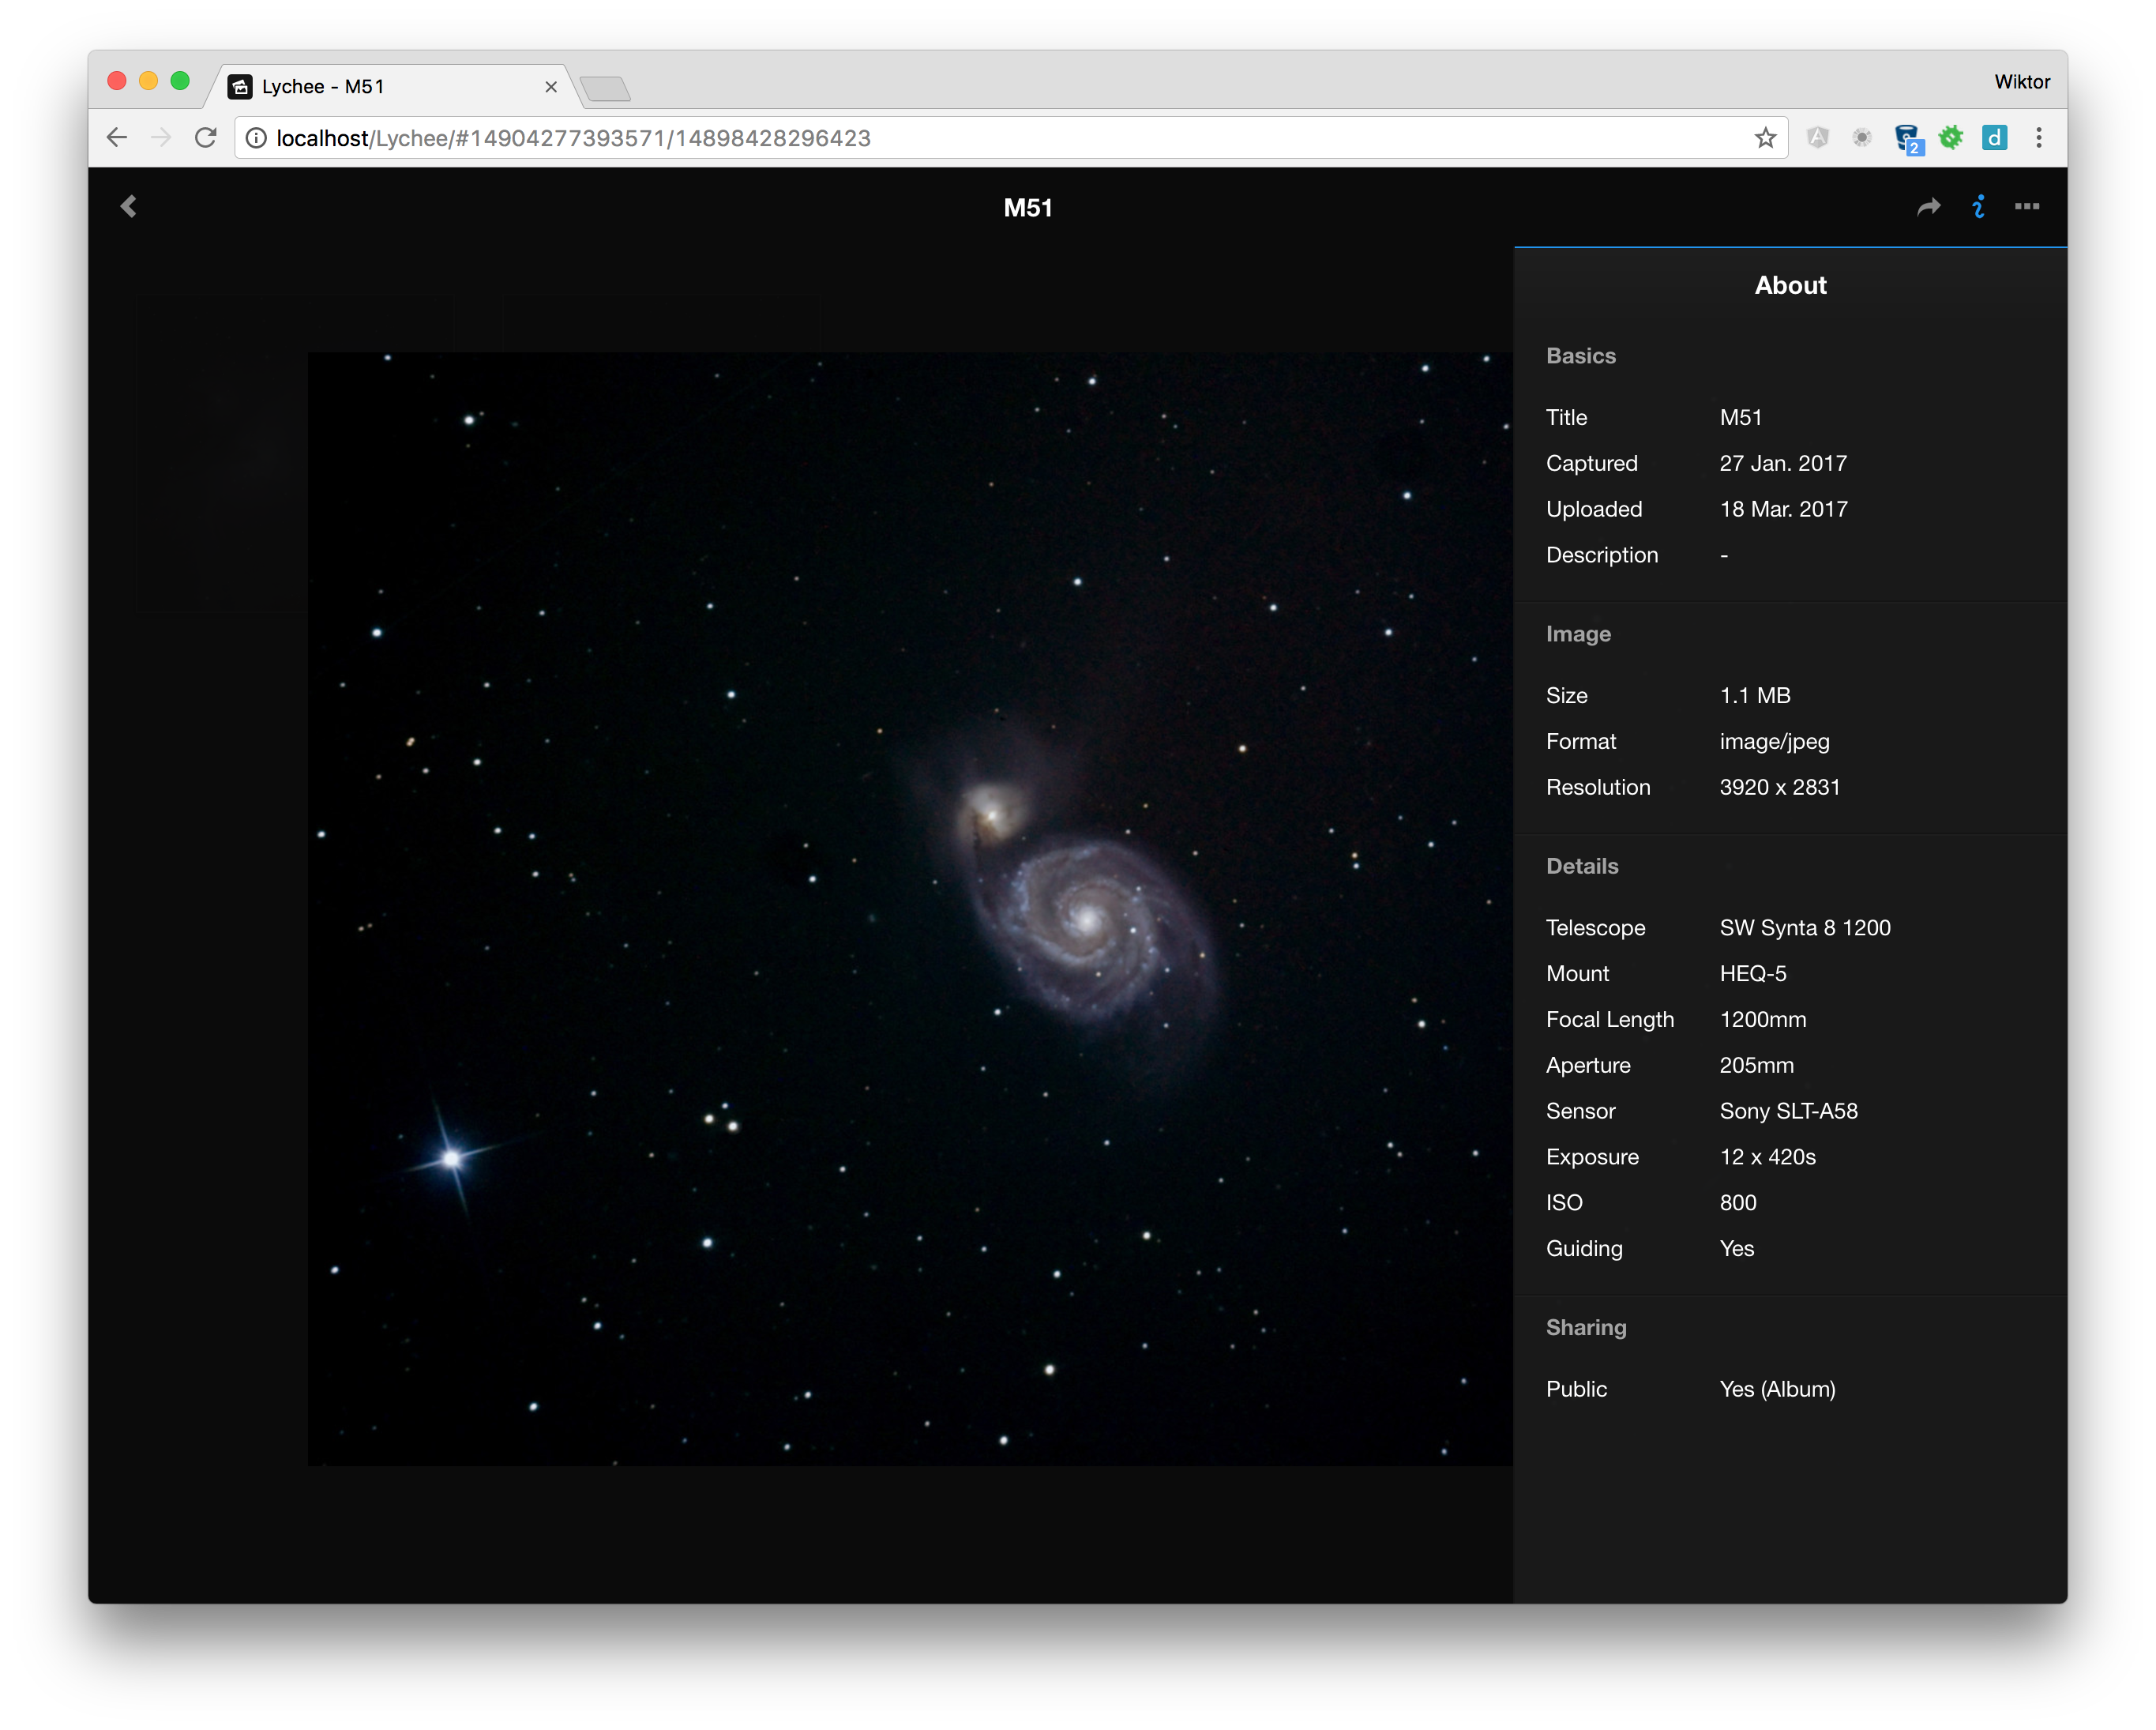 Lychee - M51
Wiktor
localhost/Lychee/#14904277393571/14898428296423
2
d
M51
About
Basics
Title M51
Captured 27 Jan. 2017
Uploaded 18 Mar. 2017
Description -
Image
Size 1.1 MB
Format image/jpeg
Resolution 3920 x 2831
Details
Telescope SW Synta 8 1200
Mount HEQ-5
Focal Length 1200mm
Aperture 205mm
Sensor Sony SLT-A58
Exposure 12 x 420s
ISO 800
Guiding Yes
Sharing
Public Yes (Album)